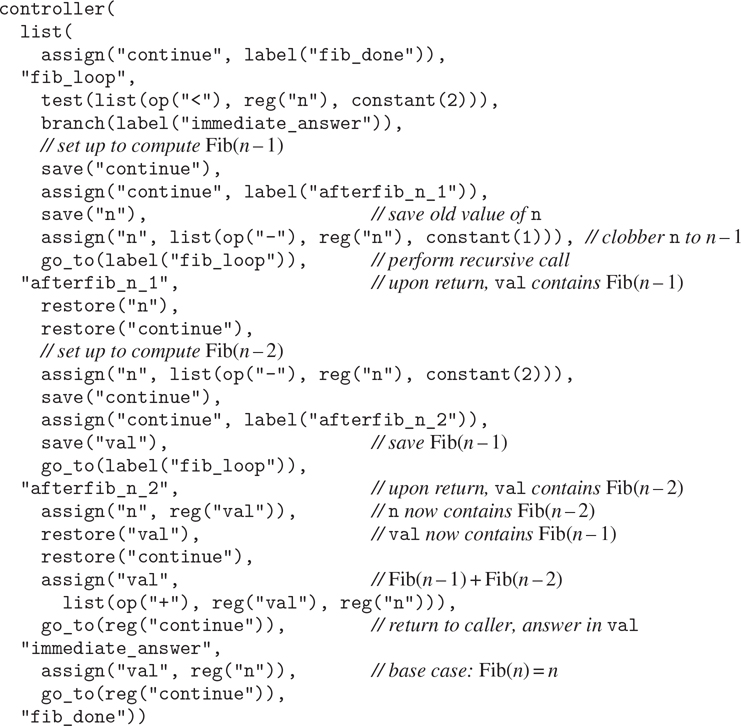 controller(
  list(
    assign("continue", label("fib_done")),
  "fib_loop",
    test(list(op("<"), reg("n"), constant(2))),
    branch(label("immediate_answer")),
    // set up to compute Fib(n – 1)
    save("continue"),
    assign("continue", label("afterfib_n_1")),
    save("n"), // save old value of n
    assign("n", list(op("-"), reg("n"), constant(1))), // clobber n to n – 1
    go_to(label("fib_loop")), // perform recursive call
  "afterfib_n_1", // upon return, val contains Fib(n – 1)
    restore("n"),
    restore("continue"),
    // set up to compute Fib(n – 2)
    assign("n", list(op("-"), reg("n"), constant(2))),
    save("continue"),
    assign("continue", label("afterfib_n_2")),
    save("val"), // save Fib(n – 1)
    go_to(label("fib_loop")),
  "afterfib_n_2", // upon return, val contains Fib(n – 2)
    assign("n", reg("val")), // n now contains Fib(n – 2)
    restore("val"), // val now contains Fib(n – 1)
    restore("continue"),
    assign("val", // Fib(n – 1) + Fib(n – 2)
      list(op("+"), reg("val"), reg("n"))),
    go_to(reg("continue")), // return to caller, answer in val
  "immediate_answer",
    assign("val", reg("n")), // base case: Fib(n) = n
    go_to(reg("continue")),
  "fib_done"))